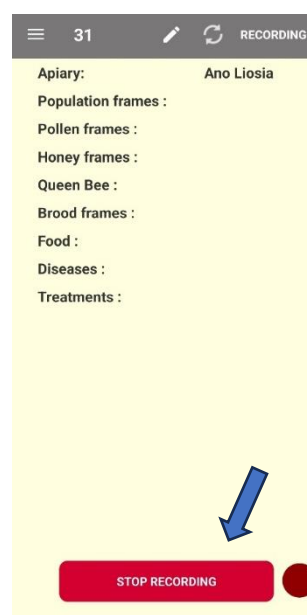 31 RECORDING
Apiary: Ano Liosia
Population frames :
Pollen frames :
Honey frames :
Queen Bee :
Brood frames :
Food :
Diseases :
Treatments :
STOP RECORDING